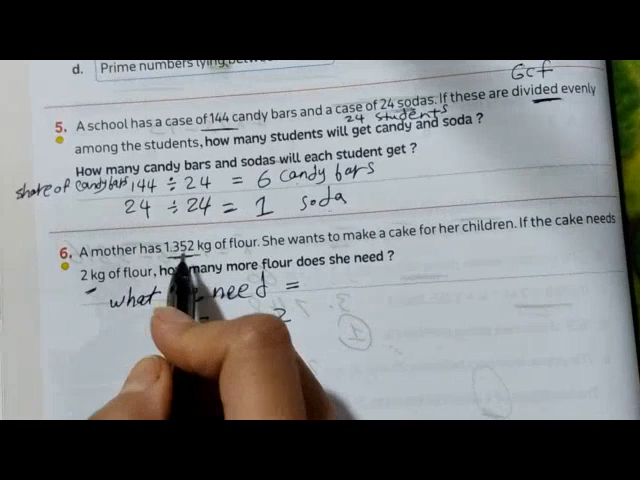 d. Prime numbers lying between
GCF
5. A school has a case of 144 candy bars and a case of 24 sodas. If these are divided evenly
24 students
among the students, how many students will get candy and soda ?
How many candy bars and sodas will each student get ?
share of candy bars 144 ÷ 24 = 6 candy bars
24 ÷ 24 = 1 soda
6. A mother has 1.352 kg of flour. She wants to make a cake for her children. If the cake needs
2 kg of flour, how many more flour does she need ?
what need =
2